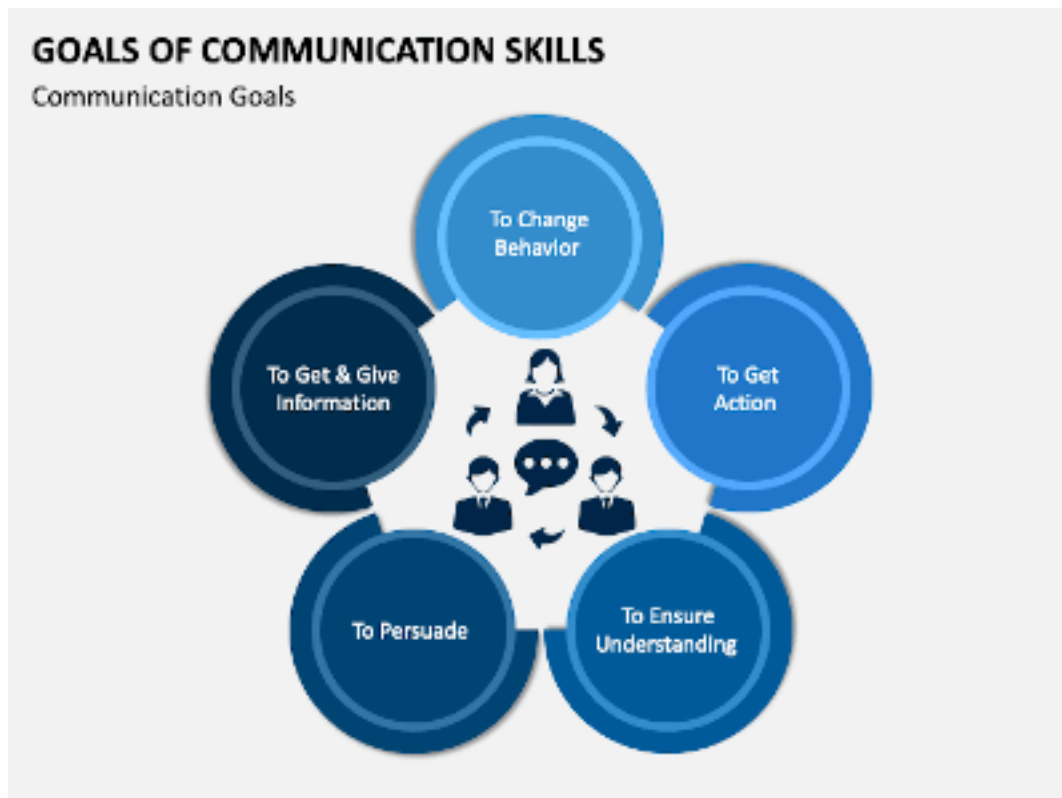 GOALS OF COMMUNICATION SKILLS
Communication Goals
To Change
Behavior
To Get
Action
To Ensure
Understanding
To Persuade
To Get & Give
Information